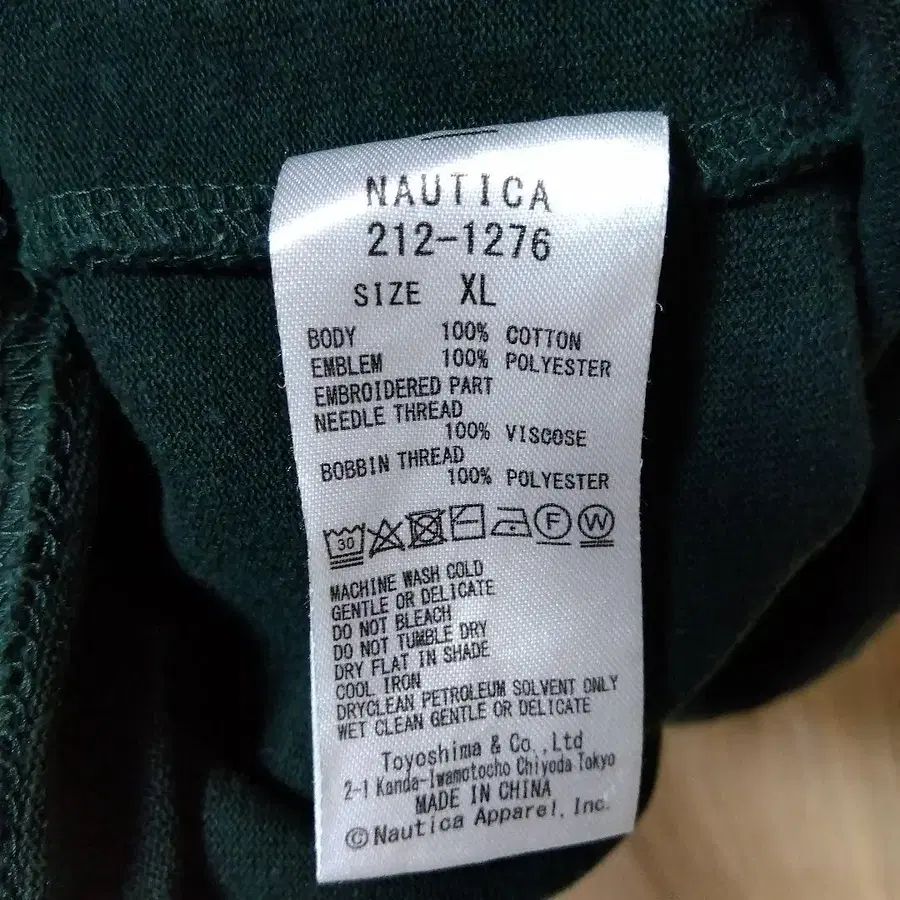 NAUTICA
212-1276
SIZE XL
BODY 100% COTTON
EMBLEM 100% POLYESTER
EMBROIDERED PART
NEEDLE THREAD
100% VISCOSE
BOBBIN THREAD
100% POLYESTER
30 F W
MACHINE WASH COLD
GENTLE OR DELICATE
DO NOT BLEACH
DO NOT TUMBLE DRY
DRY FLAT IN SHADE
COOL IRON
DRYCLEAN PETROLEUM SOLVENT ONLY
WET CLEAN GENTLE OR DELICATE
Toyoshima & Co.,Ltd
2-1 Kanda-Iwamotocho Chiyoda Tokyo
MADE IN CHINA
©Nautica Apparel, Inc.